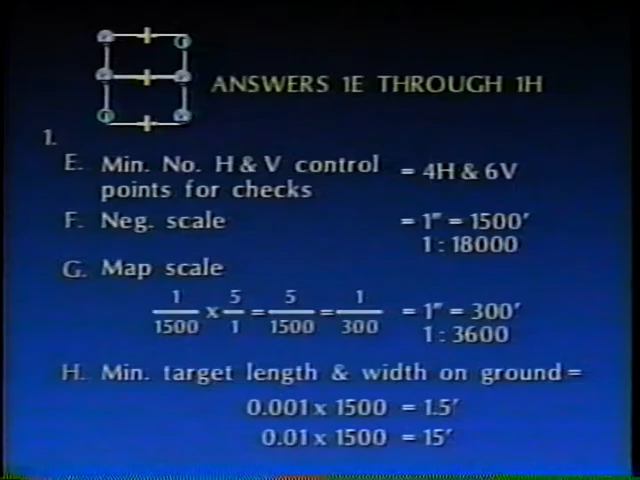 ANSWERS 1E THROUGH 1H
1.
E. Min. No. H & V control points for checks = 4H & 6V
F. Neg. scale = 1" = 1500'
1 : 18000
G. Map scale
1/1500 x 5/1 = 5/1500 = 1/300 = 1" = 300'
1 : 3600
H. Min. target length & width on ground =
0.001 x 1500 = 1.5'
0.01 x 1500 = 15'